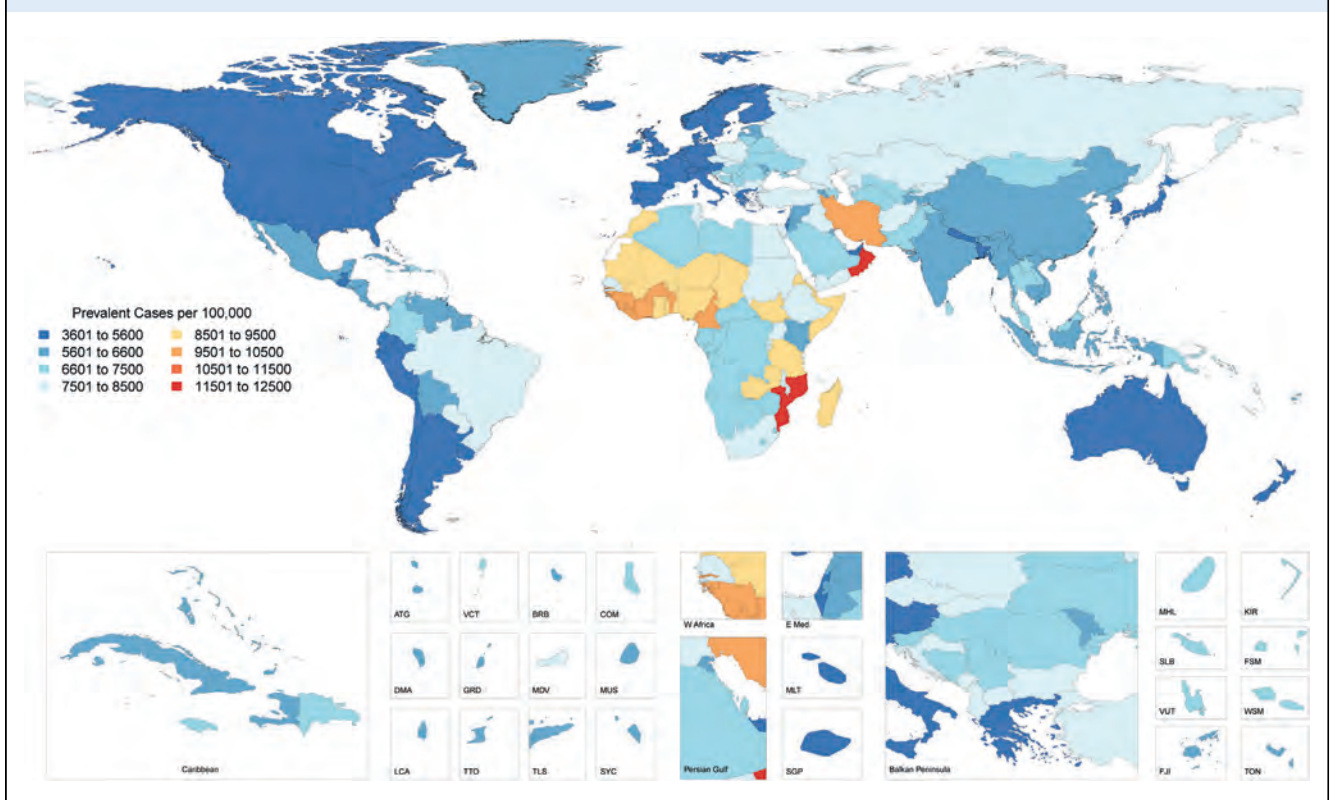 Prevalent Cases per 100,000
3601 to 5600
5601 to 6600
6601 to 7500
7501 to 8500
8501 to 9500
9501 to 10500
10501 to 11500
11501 to 12500
Caribbean
ATG
VCT
BRB
COM
DMA
GRD
MDV
MUS
LCA
TTO
TLS
SYC
W Africa
E Med.
Persian Gulf
MLT
SGP
Balkan Peninsula
MHL
KIR
SLB
FSM
VUT
WSM
FJI
TON